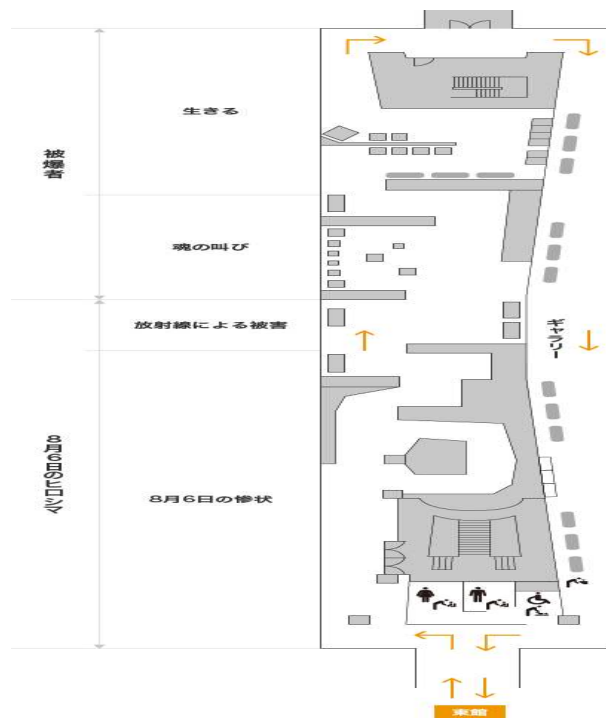 生きる
被爆者
魂の叫び
放射線による被害
ギャラリー
8月6日のヒロシマ
8月6日の惨状
東館